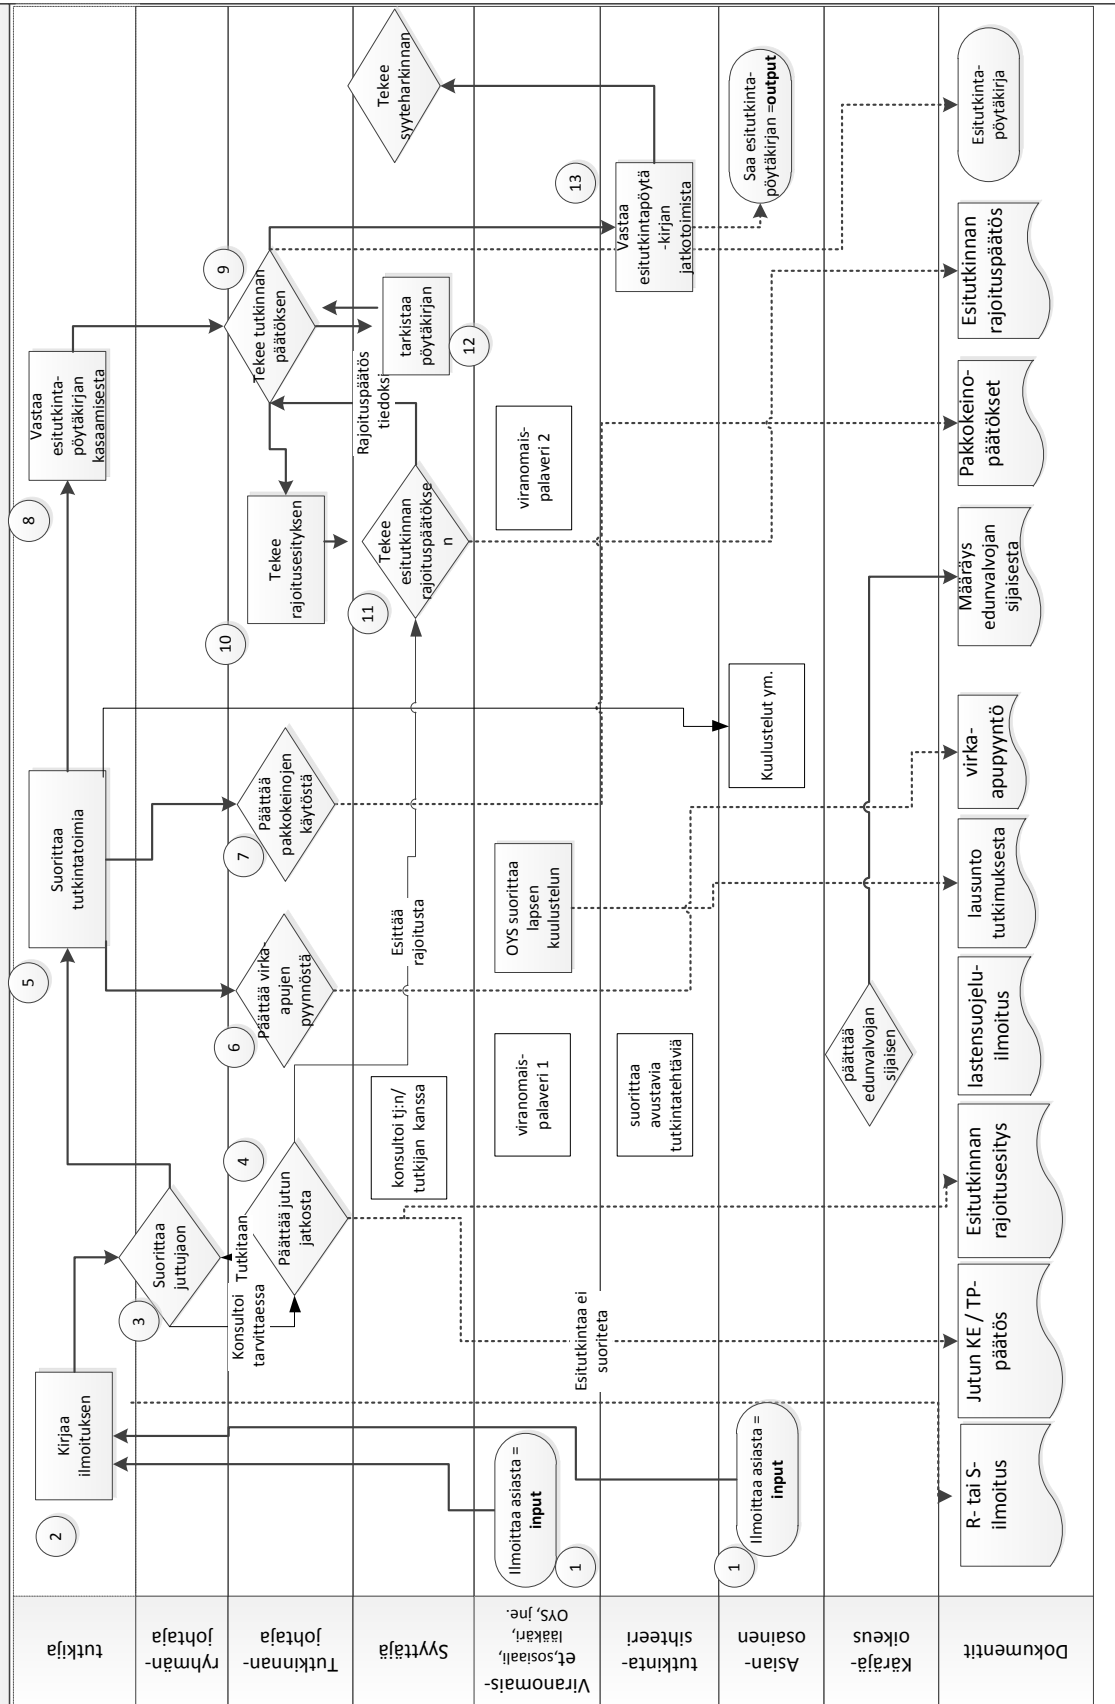 tutkija
ryhmän-
johtaja
Tutkinnan-
johtaja
Syyttäjä
Viranomais-
et,sosiaali,
lääkäri,
OYS, jne.
tutkinta-
sihteeri
Asian-
osainen
Käräjä-
oikeus
Dokumentit
2
Kirjaa
ilmoituksen
5
Suorittaa
tutkintatoimia
8
Vastaa
esitutkinta-
pöytäkirjan
kasaamisesta
3
Suorittaa
juttujaon
Konsultoi
tarvittaessa
Tutkitaan
4
Päättää jutun
jatkosta
6
Päättää virka-
apujen
pyynnöstä
7
Päättää
pakkokeinojen
käytöstä
10
Tekee
rajoitusesityksen
9
Tekee tutkinnan
päätöksen
konsultoi tj:n/
tutkijan kanssa
Esittää
rajoitusta
11
Tekee
esitutkinnan
rajoituspäätökse
n
Rajoituspäätös
tiedoksi
12
tarkistaa
pöytäkirjan
Tekee
syyteharkinnan
1
Ilmoittaa asiasta =
input
viranomais-
palaveri 1
OYS suorittaa
lapsen
kuulustelun
viranomais-
palaveri 2
Esitutkintaa ei
suoriteta
suorittaa
avustavia
tutkintatehtäviä
13
Vastaa
esitutkintapöytä
-kirjan
jatkotoimista
1
Ilmoittaa asiasta =
input
Kuulustelut ym.
Saa esitutkinta-
pöytäkirjan =output
päättää
edunvalvojan
sijaisen
R- tai S-
ilmoitus
Jutun KE / TP-
päätös
Esitutkinnan
rajoitusesitys
lastensuojelu-
ilmoitus
lausunto
tutkimuksesta
virka-
apupyyntö
Määräys
edunvalvojan
sijaisesta
Pakkokeino-
päätökset
Esitutkinnan
rajoituspäätös
Esitutkinta-
pöytäkirja